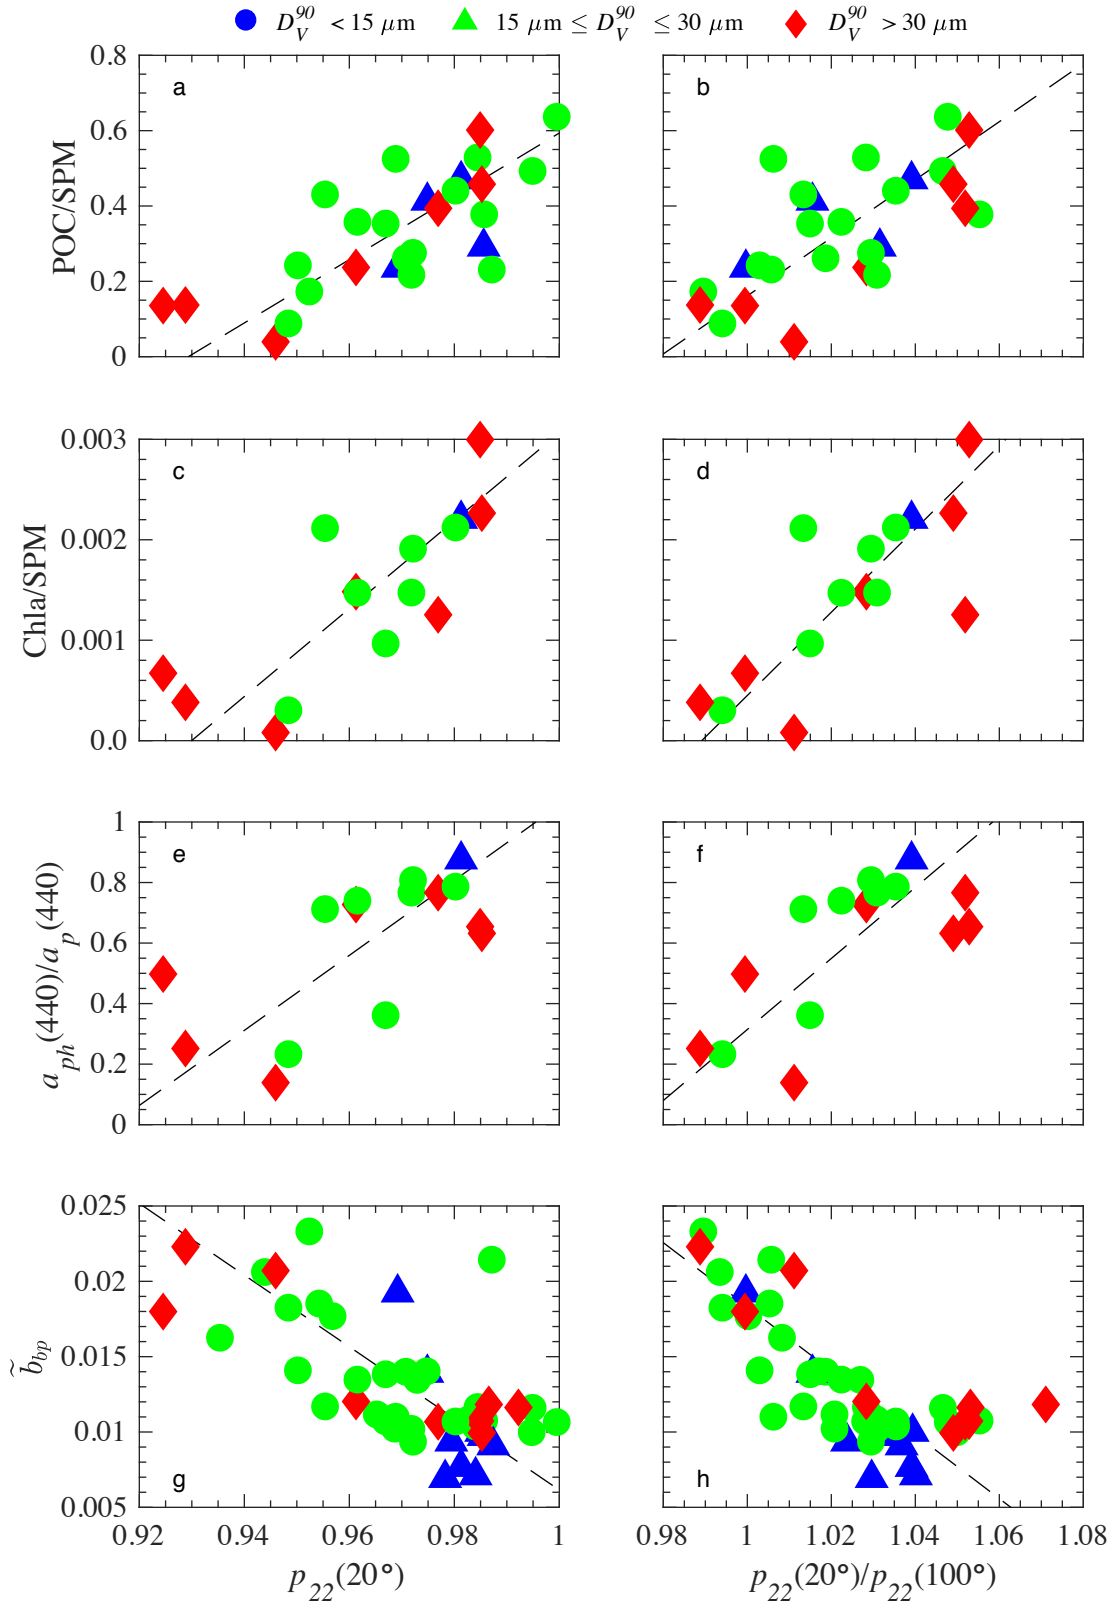 D_V^90 < 15 μm 15 μm ≤ D_V^90 ≤ 30 μm D_V^90 > 30 μm
a
b
POC/SPM
0.8
0.6
0.4
0.2
0
c
d
Chla/SPM
0.003
0.002
0.001
0.0
e
f
a_ph(440)/a_p(440)
1
0.8
0.6
0.4
0.2
0
g
h
b̃_bp
0.025
0.020
0.015
0.010
0.005
0.92 0.94 0.96 0.98 1
0.98 1 1.02 1.04 1.06 1.08
p_22(20°)
p_22(20°)/p_22(100°)